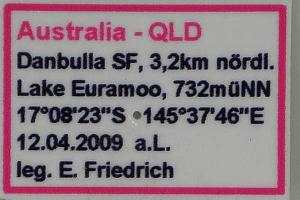 Australia - QLD
Danbulla SF, 3,2km nördl.
Lake Euramoo, 732müNN
17°08'23"S 145°37'46"E
12.04.2009 a.L.
leg. E. Friedrich